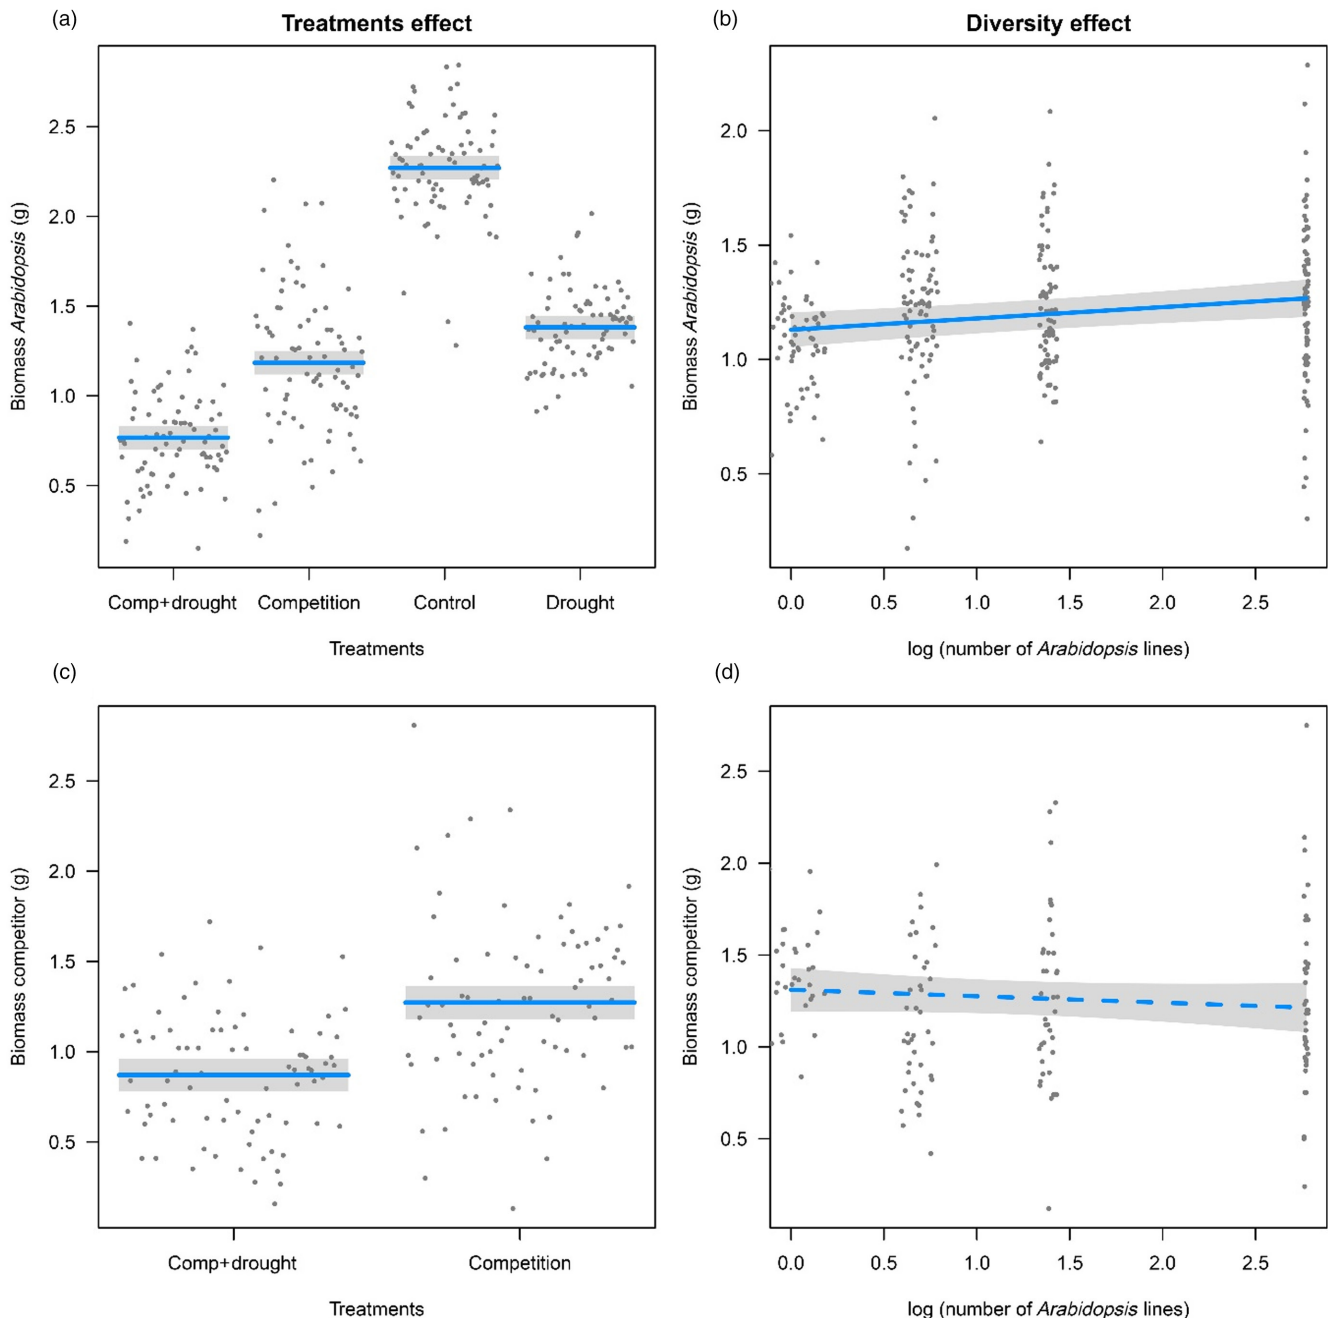 (a)
Treatments effect
Biomass Arabidopsis (g)
2.5
2.0
1.5
1.0
0.5
Comp+drought Competition Control Drought
Treatments
(b)
Diversity effect
Biomass Arabidopsis (g)
2.0
1.5
1.0
0.5
0.0 0.5 1.0 1.5 2.0 2.5
log (number of Arabidopsis lines)
(c)
Biomass competitor (g)
2.5
2.0
1.5
1.0
0.5
Comp+drought Competition
Treatments
(d)
Biomass competitor (g)
2.5
2.0
1.5
1.0
0.5
0.0 0.5 1.0 1.5 2.0 2.5
log (number of Arabidopsis lines)